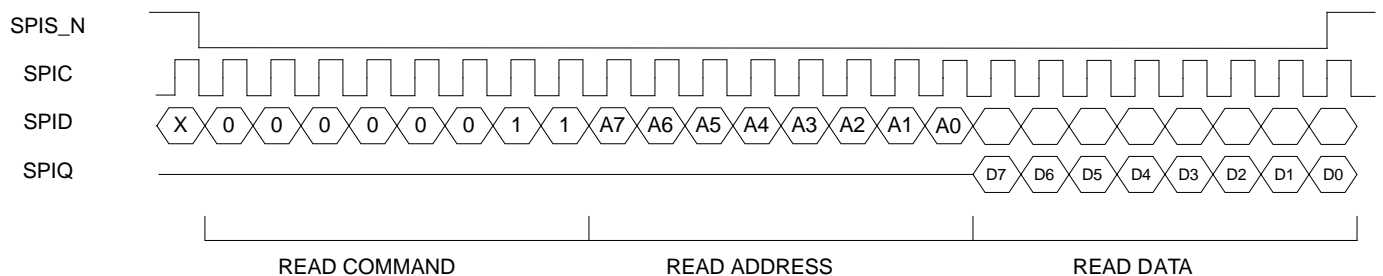 SPIS_N
SPIC
SPID X 0 0 0 0 0 0 1 1 A7 A6 A5 A4 A3 A2 A1 A0
SPIQ D7 D6 D5 D4 D3 D2 D1 D0
READ COMMAND READ ADDRESS READ DATA